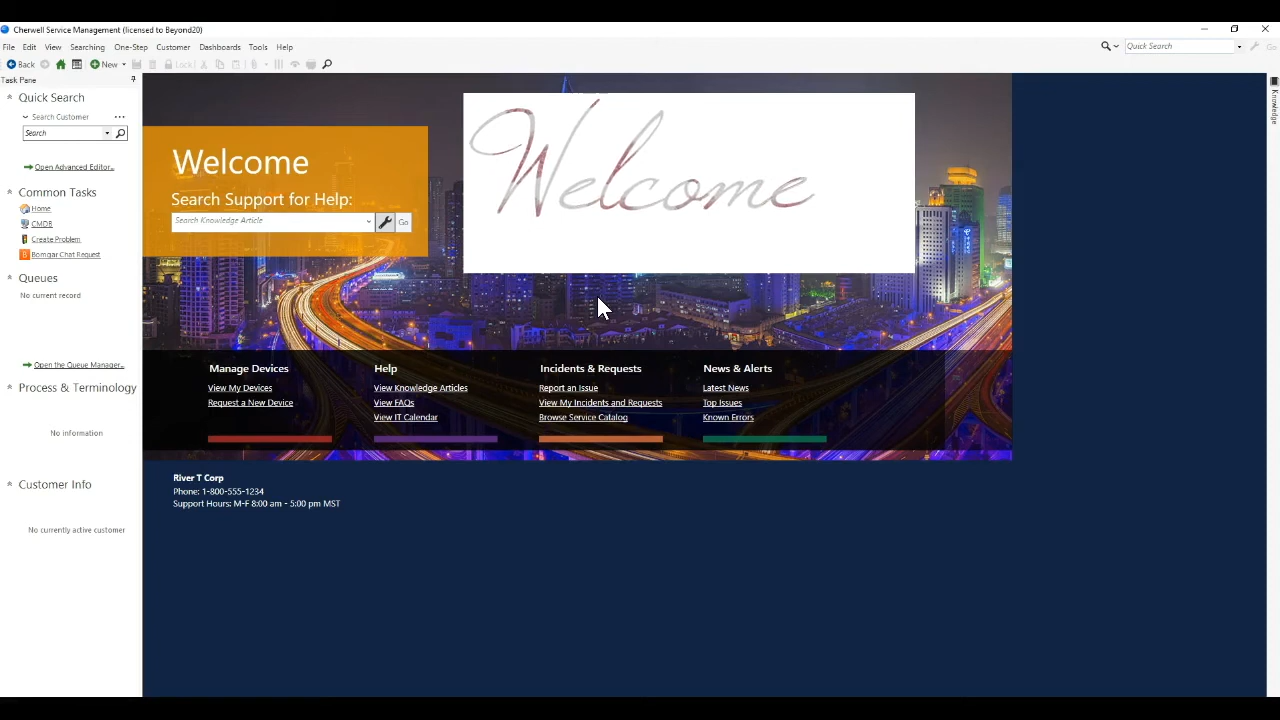 Cherwell Service Management (licensed to Beyond20)
File Edit View Searching One-Step Customer Dashboards Tools Help
Quick Search
Back New Lock Go
Task Pane
Quick Search
Search Customer
Search
Open Advanced Editor...
Common Tasks
Home
CMDB
Create Problem
Bomgar Chat Request
Queues
No current record
Open the Queue Manager...
Process & Terminology
No information
Customer Info
No currently active customer
Welcome
Search Support for Help:
Search Knowledge Article Go
Welcome
Manage Devices
View My Devices
Request a New Device
Help
View Knowledge Articles
View FAQs
View IT Calendar
Incidents & Requests
Report an Issue
View My Incidents and Requests
Browse Service Catalog
News & Alerts
Latest News
Top Issues
Known Errors
River T Corp
Phone: 1-800-555-1234
Support Hours: M-F 8:00 am - 5:00 pm MST
Knowledge